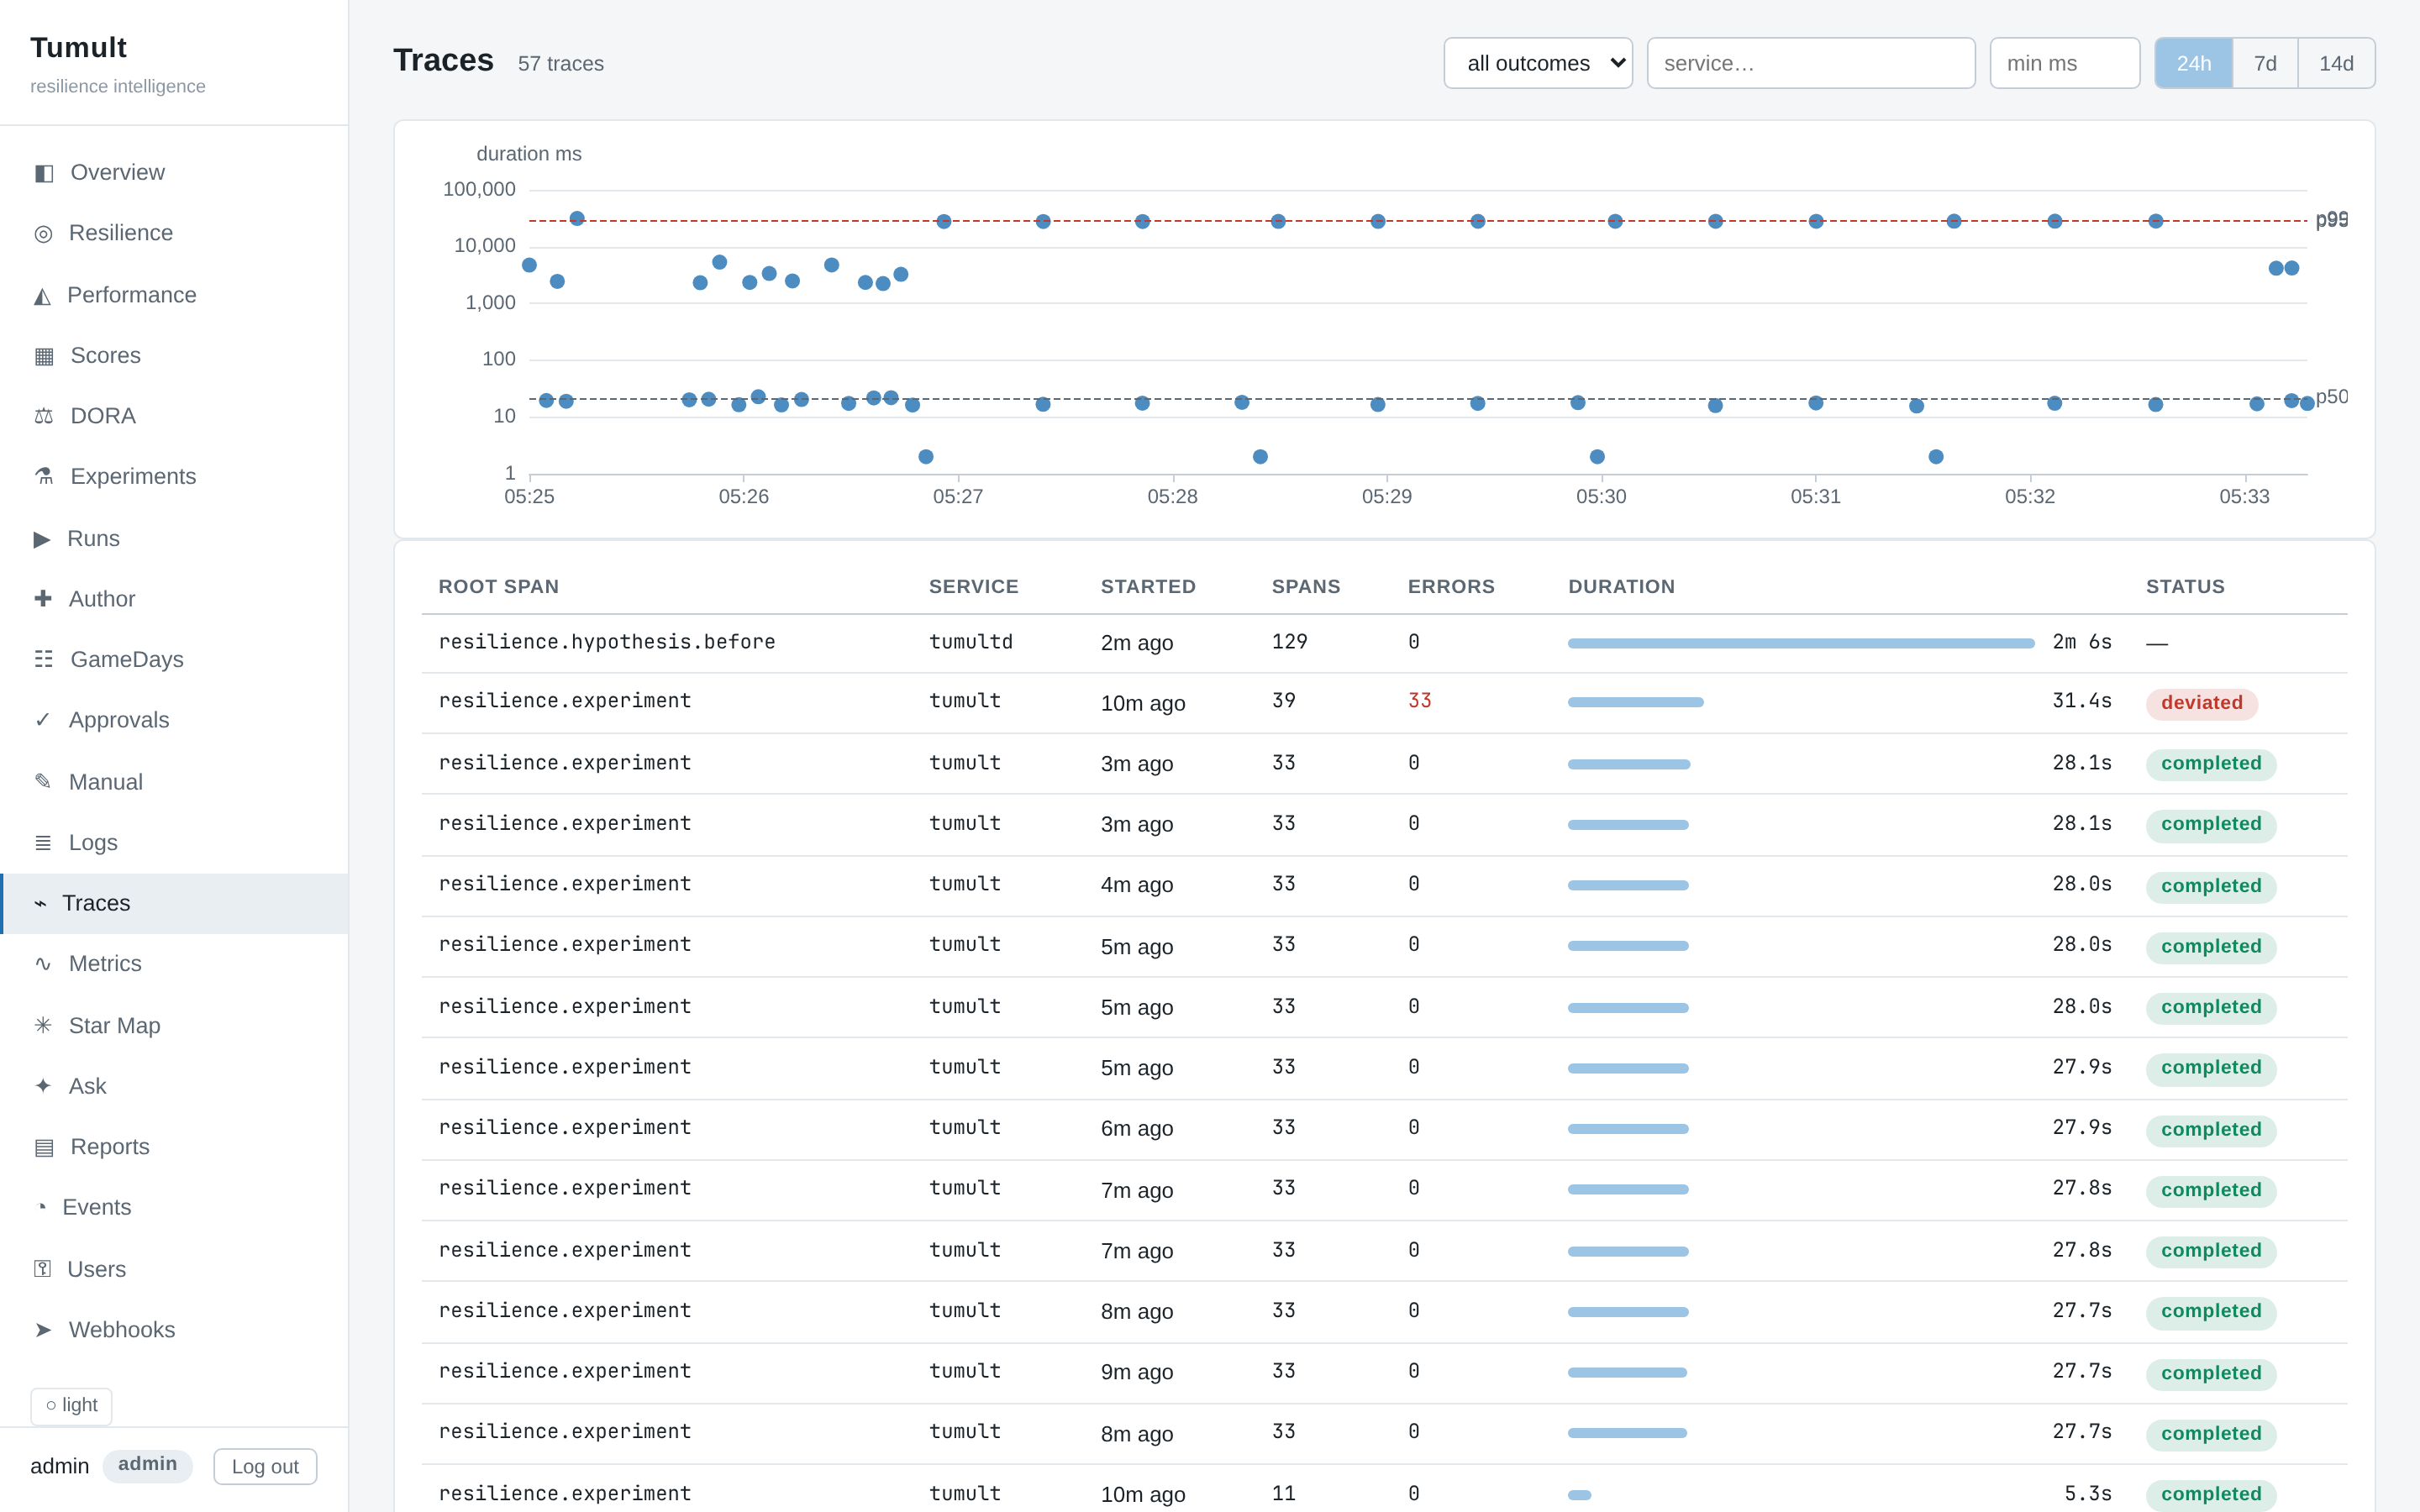 Tumult
resilience intelligence
Overview
Resilience
Performance
Scores
DORA
Experiments
Runs
Author
GameDays
Approvals
Manual
Logs
Traces
Metrics
Star Map
Ask
Reports
Events
Users
Webhooks
○ light
admin admin Log out
Traces 57 traces all outcomes service… min ms 24h 7d 14d
duration ms
100,000
10,000
1,000
100
10
1
p50
05:25 05:26 05:27 05:28 05:29 05:30 05:31 05:32 05:33
ROOT SPAN SERVICE STARTED SPANS ERRORS DURATION STATUS
resilience.hypothesis.before tumultd 2m ago 129 0 2m 6s —
resilience.experiment tumult 10m ago 39 33 31.4s deviated
resilience.experiment tumult 3m ago 33 0 28.1s completed
resilience.experiment tumult 3m ago 33 0 28.1s completed
resilience.experiment tumult 4m ago 33 0 28.0s completed
resilience.experiment tumult 5m ago 33 0 28.0s completed
resilience.experiment tumult 5m ago 33 0 28.0s completed
resilience.experiment tumult 5m ago 33 0 27.9s completed
resilience.experiment tumult 6m ago 33 0 27.9s completed
resilience.experiment tumult 7m ago 33 0 27.8s completed
resilience.experiment tumult 7m ago 33 0 27.8s completed
resilience.experiment tumult 8m ago 33 0 27.7s completed
resilience.experiment tumult 9m ago 33 0 27.7s completed
resilience.experiment tumult 8m ago 33 0 27.7s completed
resilience.experiment tumult 10m ago 11 0 5.3s completed